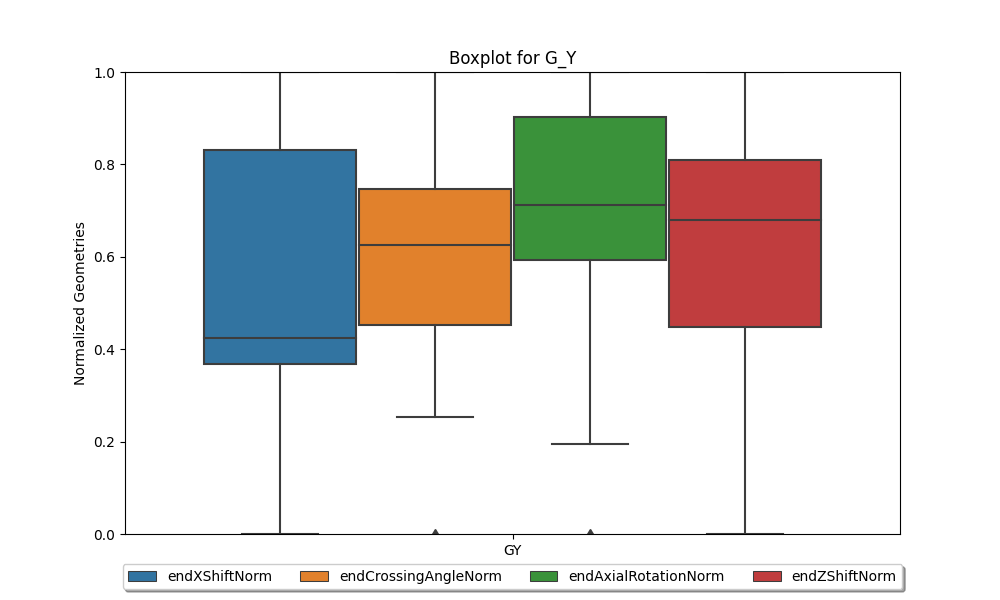 Boxplot for G_Y
1.0
0.8
0.6
0.4
0.2
0.0
Normalized Geometries
GY
endXShiftNorm endCrossingAngleNorm endAxialRotationNorm endZShiftNorm